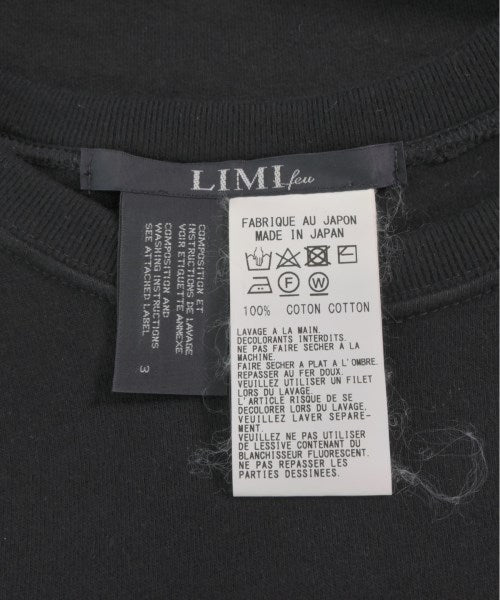 LIMI feu
COMPOSITION ET
INSTRUCTIONS DE LAVAGE
VOIR ETIQUETTE ANNEXE
COMPOSITION AND
WASHING INSTRUCTIONS
SEE ATTACHED LABEL
3
FABRIQUE AU JAPON
MADE IN JAPAN
F W
100% COTON COTTON
LAVAGE A LA MAIN.
DECOLORANTS INTERDITS.
NE PAS FAIRE SECHER A LA
MACHINE.
FAIRE SECHER A PLAT A L'OMBRE.
REPASSER AU FER DOUX.
VEUILLEZ UTILISER UN FILET
LORS DU LAVAGE
L'ARTICLE RISQUE DE SE
DECOLORER LORS DU LAVAGE.
VEUILLEZ LAVER SEPARE-
MENT.
VEUILLEZ NE PAS UTILISER
DE LESSIVE CONTENANT DU
BLANCHISSEUR FLUORESCENT.
NE PAS REPASSER LES
PARTIES DESSINEES.